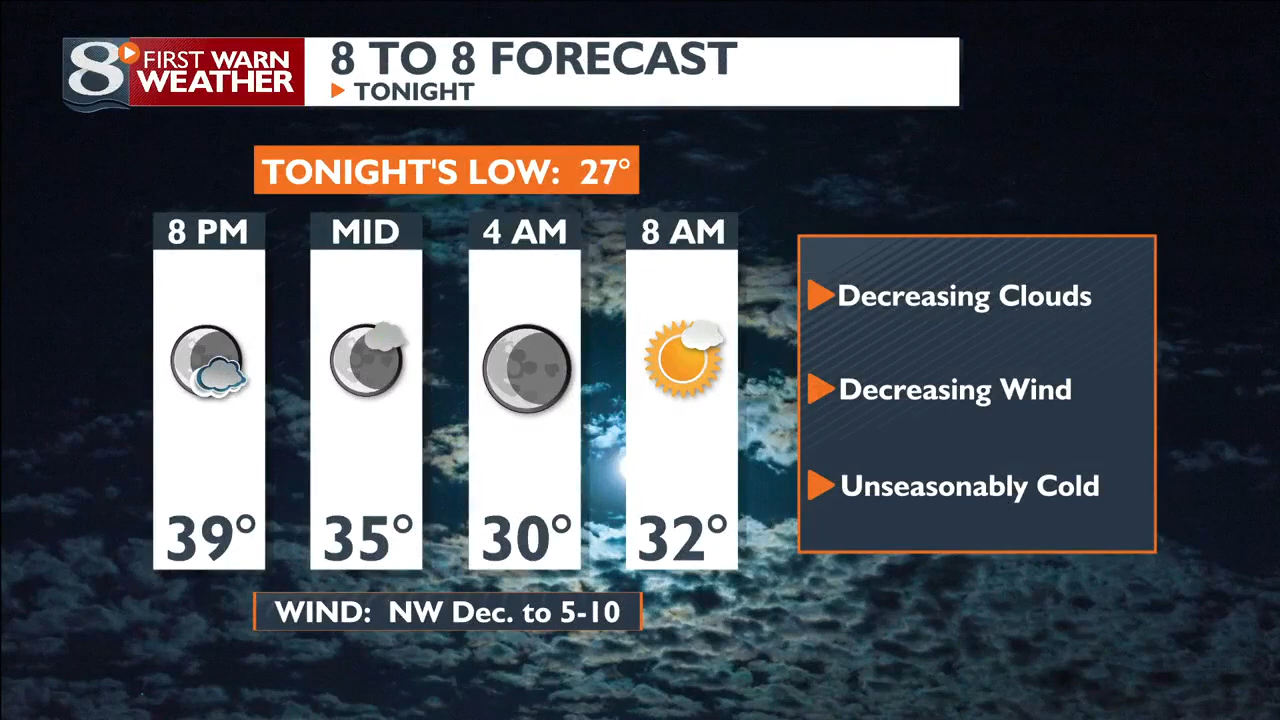 8
FIRST WARN
WEATHER
8 TO 8 FORECAST
TONIGHT
TONIGHT'S LOW: 27°
8 PM
MID
4 AM
8 AM
39°
35°
30°
32°
WIND: NW Dec. to 5-10
Decreasing Clouds
Decreasing Wind
Unseasonably Cold